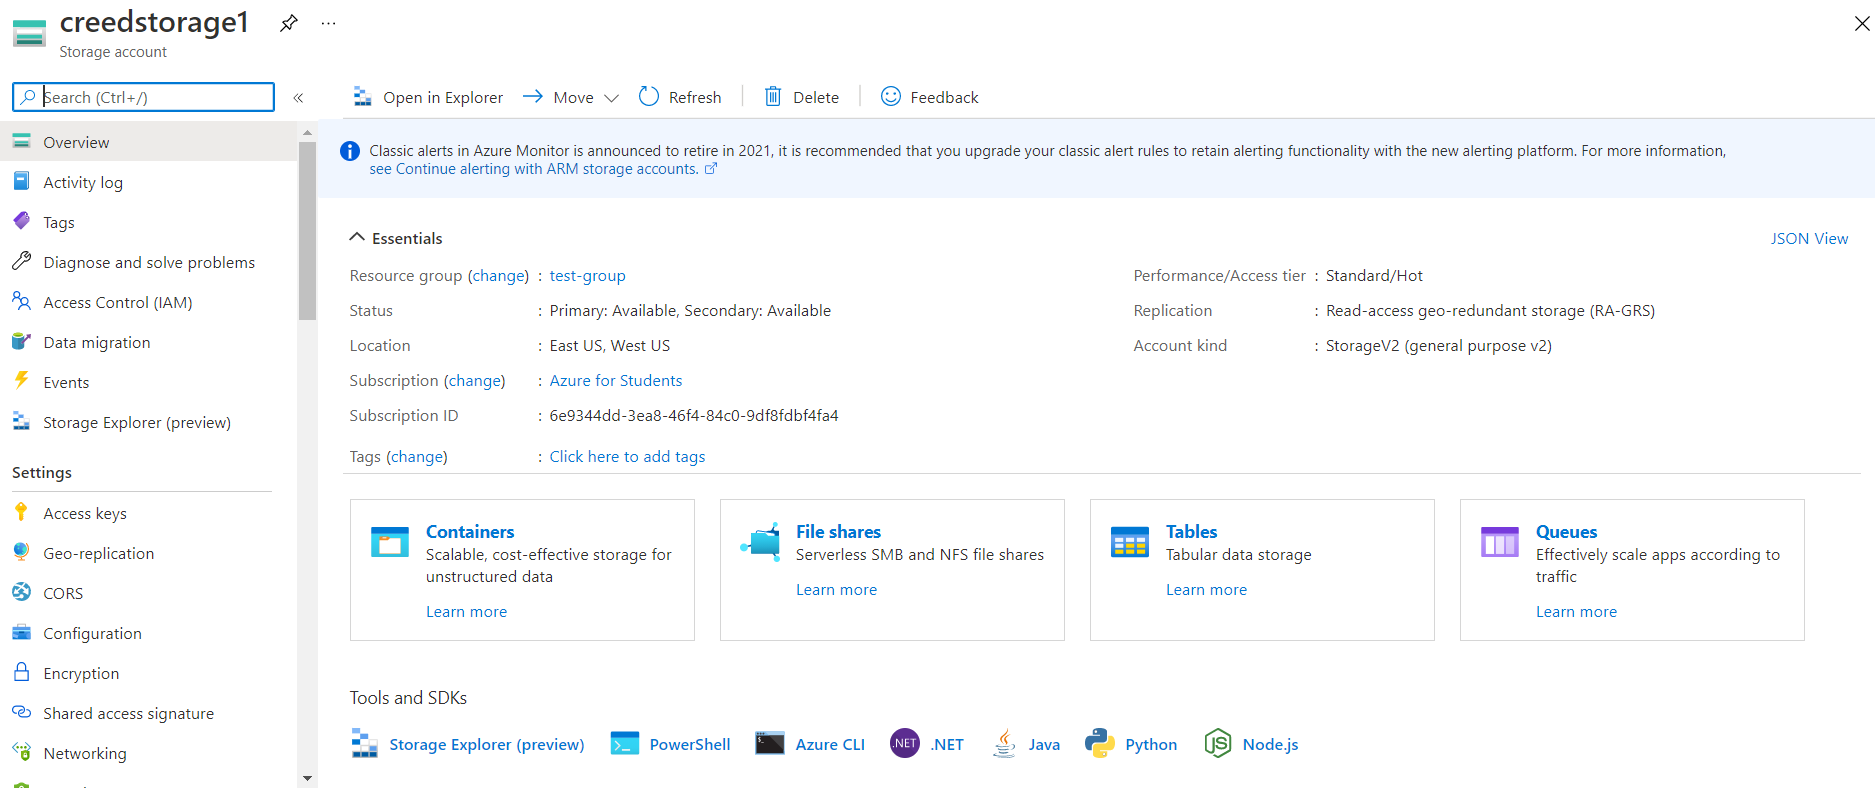 creedstorage1
...
Storage account
Search (Ctrl+/)
«
Open in Explorer
Move
Refresh
Delete
Feedback
Overview
Activity log
Tags
Diagnose and solve problems
Access Control (IAM)
Data migration
Events
Storage Explorer (preview)
Settings
Access keys
Geo-replication
CORS
Configuration
Encryption
Shared access signature
Networking
Classic alerts in Azure Monitor is announced to retire in 2021, it is recommended that you upgrade your classic alert rules to retain alerting functionality with the new alerting platform. For more information,
see Continue alerting with ARM storage accounts.
Essentials
JSON View
Resource group (change) : test-group
Status : Primary: Available, Secondary: Available
Location : East US, West US
Subscription (change) : Azure for Students
Subscription ID : 6e9344dd-3ea8-46f4-84c0-9df8fdbf4fa4
Tags (change) : Click here to add tags
Performance/Access tier : Standard/Hot
Replication : Read-access geo-redundant storage (RA-GRS)
Account kind : StorageV2 (general purpose v2)
Containers
Scalable, cost-effective storage for
unstructured data
Learn more
File shares
Serverless SMB and NFS file shares
Learn more
Tables
Tabular data storage
Learn more
Queues
Effectively scale apps according to
traffic
Learn more
Tools and SDKs
Storage Explorer (preview)
PowerShell
Azure CLI
.NET
.NET
Java
Python
JS
Node.js